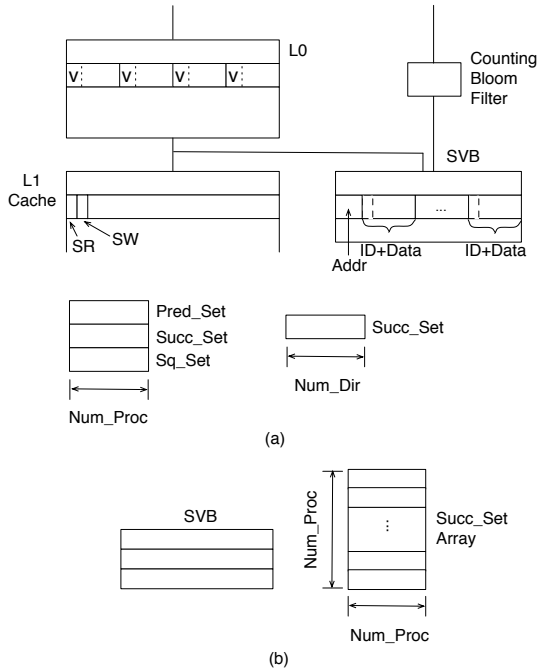 L0
V V V V
Counting
Bloom
Filter
L1
Cache
SVB
SR
SW
...
Addr
ID+Data
ID+Data
Pred_Set
Succ_Set
Sq_Set
Num_Proc
Succ_Set
Num_Dir
(a)
SVB
Num_Proc
...
Succ_Set
Array
Num_Proc
(b)